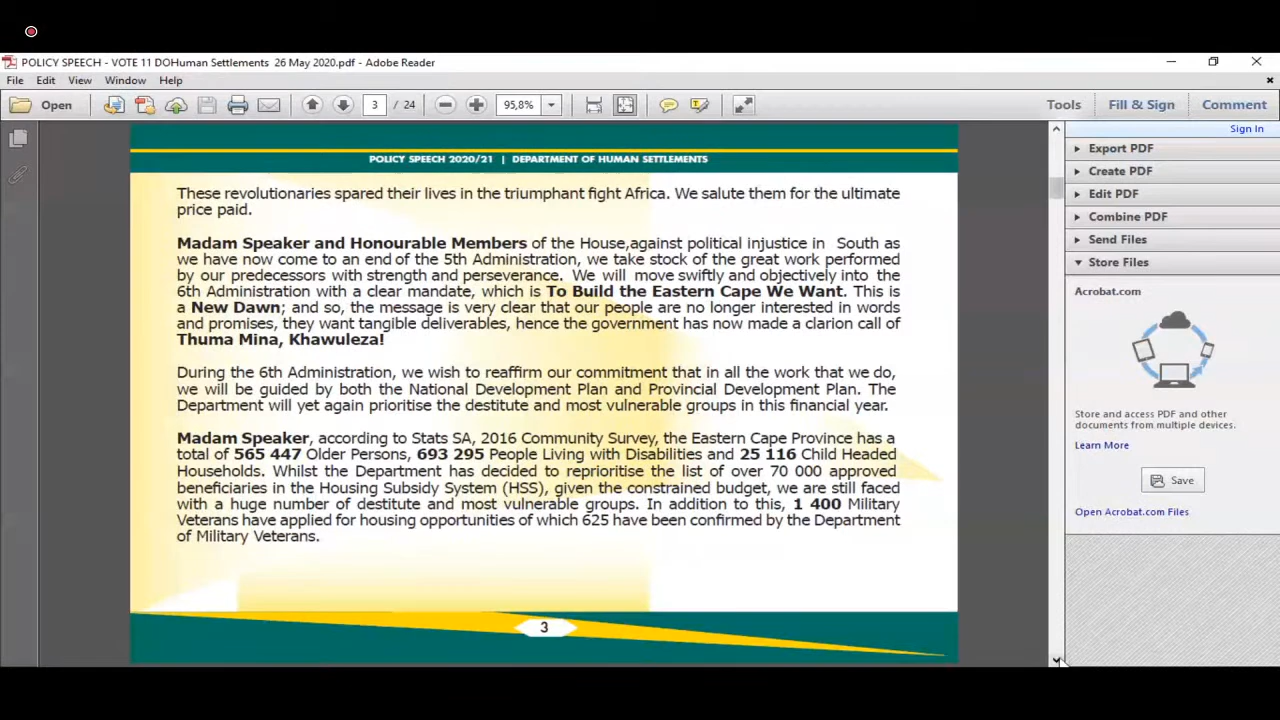 POLICY SPEECH - VOTE 11 DOHuman Settlements 26 May 2020.pdf - Adobe Reader
File Edit View Window Help
Open 3 / 24 95,8% Tools Fill & Sign Comment
Sign In
Export PDF
Create PDF
Edit PDF
Combine PDF
Send Files
Store Files
Acrobat.com
Store and access PDF and other
documents from multiple devices.
Learn More
Save
Open Acrobat.com Files
POLICY SPEECH 2020/21 | DEPARTMENT OF HUMAN SETTLEMENTS
These revolutionaries spared their lives in the triumphant fight Africa. We salute them for the ultimate
price paid.
Madam Speaker and Honourable Members of the House,against political injustice in South as
we have now come to an end of the 5th Administration, we take stock of the great work performed
by our predecessors with strength and perseverance. We will move swiftly and objectively into the
6th Administration with a clear mandate, which is To Build the Eastern Cape We Want. This is
a New Dawn; and so, the message is very clear that our people are no longer interested in words
and promises, they want tangible deliverables, hence the government has now made a clarion call of
Thuma Mina, Khawuleza!
During the 6th Administration, we wish to reaffirm our commitment that in all the work that we do,
we will be guided by both the National Development Plan and Provincial Development Plan. The
Department will yet again prioritise the destitute and most vulnerable groups in this financial year.
Madam Speaker, according to Stats SA, 2016 Community Survey, the Eastern Cape Province has a
total of 565 447 Older Persons, 693 295 People Living with Disabilities and 25 116 Child Headed
Households. Whilst the Department has decided to reprioritise the list of over 70 000 approved
beneficiaries in the Housing Subsidy System (HSS), given the constrained budget, we are still faced
with a huge number of destitute and most vulnerable groups. In addition to this, 1 400 Military
Veterans have applied for housing opportunities of which 625 have been confirmed by the Department
of Military Veterans.
3